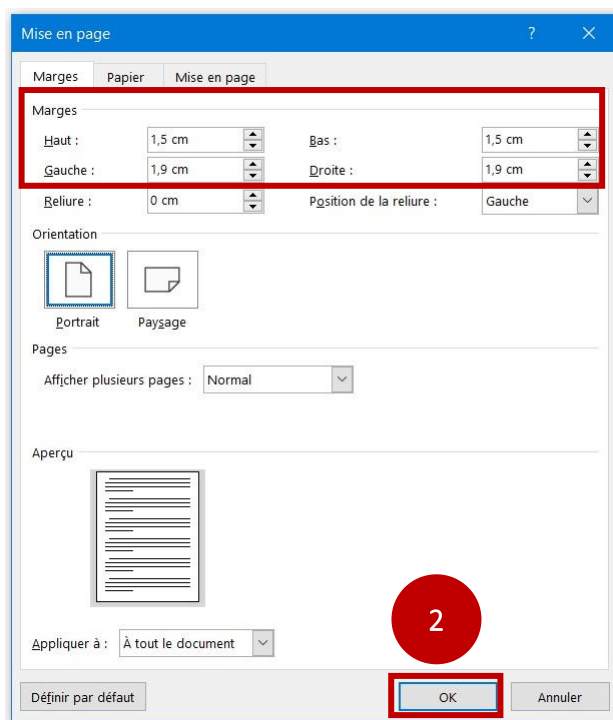 Mise en page ? ×
Marges Papier Mise en page
Marges
Haut : 1,5 cm Bas : 1,5 cm
Gauche : 1,9 cm Droite : 1,9 cm
Reliure : 0 cm Position de la reliure : Gauche
Orientation
Portrait Paysage
Pages
Afficher plusieurs pages : Normal
Aperçu
2
Appliquer à : À tout le document
Définir par défaut OK Annuler